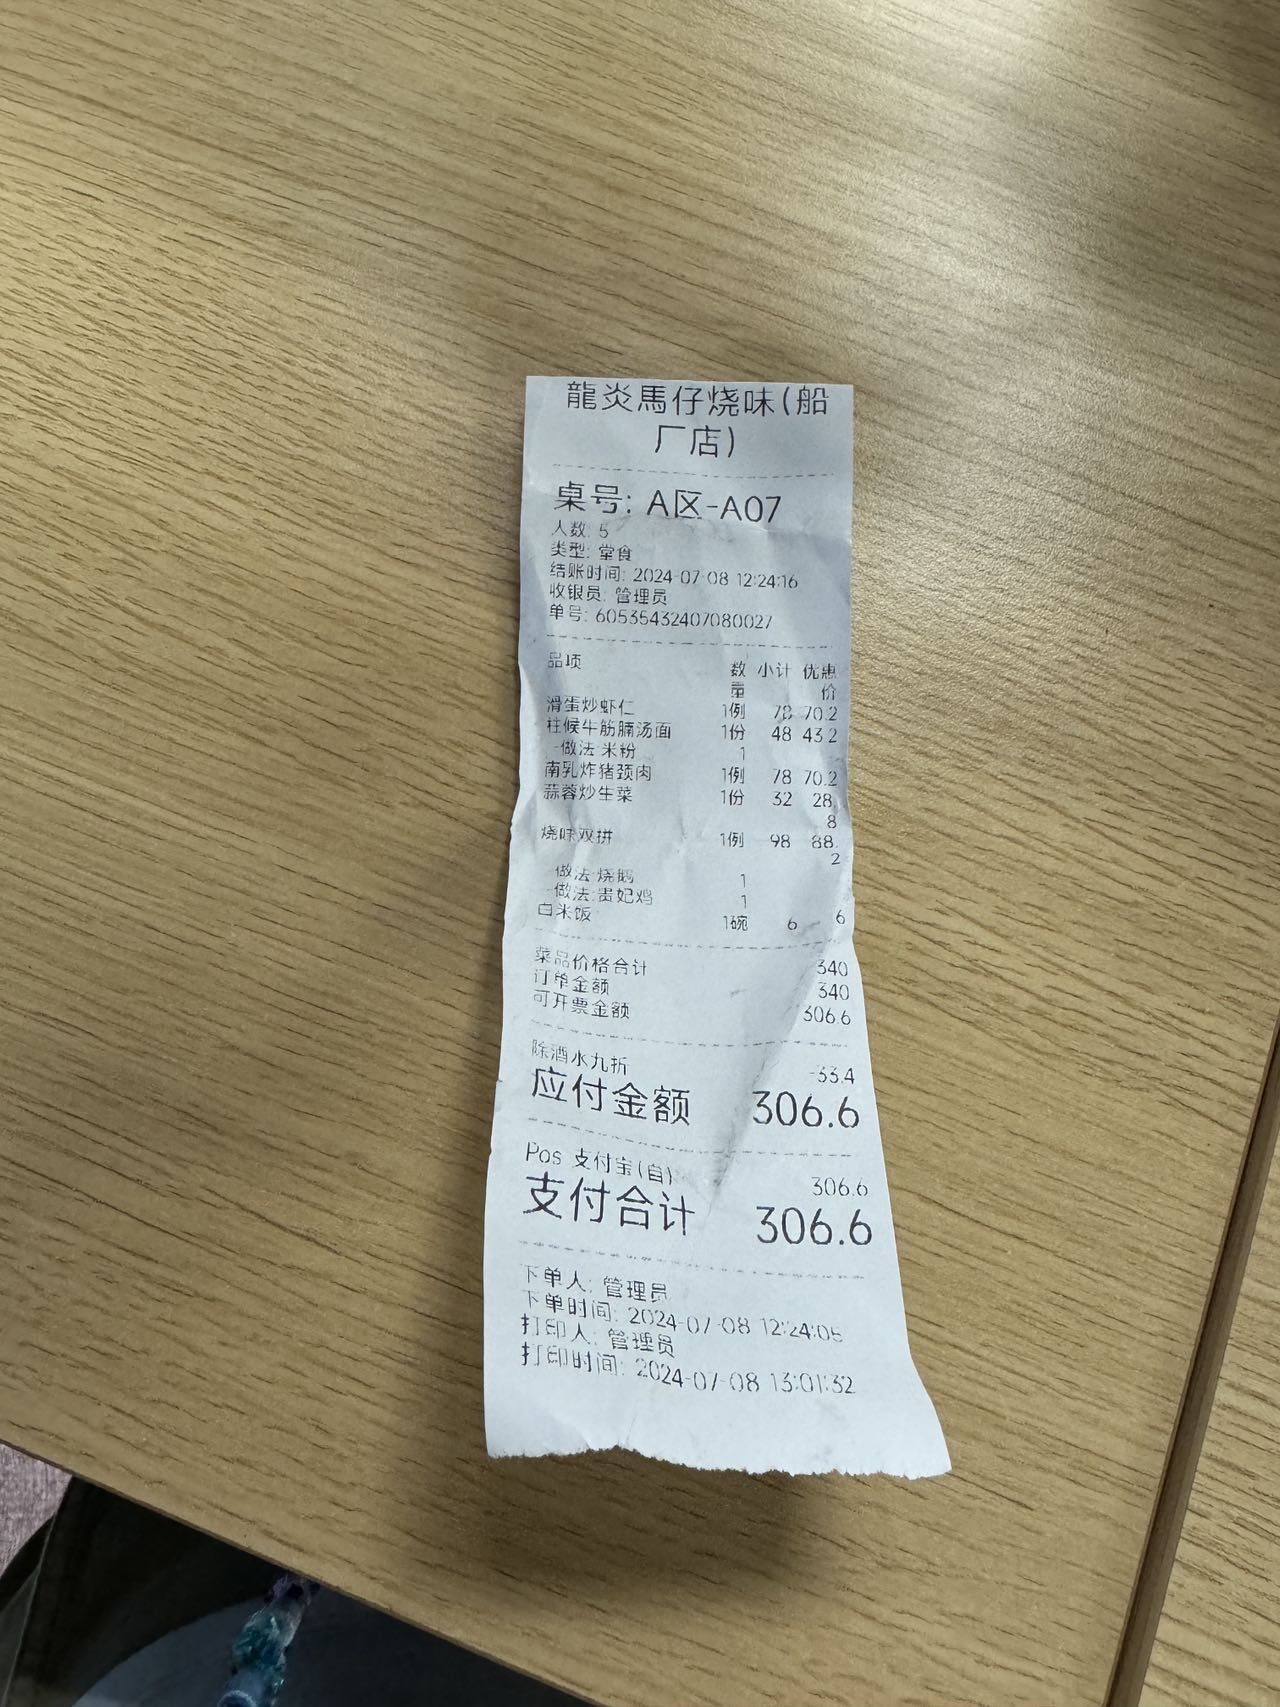 龍炎馬仔烧味(船
厂店)
桌号: A区-A07
人数: 5
类型: 堂食
结账时间: 2024-07-08 12:24:16
收银员: 管理员
单号: 60535432407080027
品项 数 小计 优惠
量 价
滑蛋炒虾仁 1例 78 70.2
柱候牛筋腩汤面 1份 48 43.2
-做法:米粉 1
南乳炸猪颈肉 1例 78 70.2
蒜蓉炒生菜 1份 32 28.
8
烧味双拼 1例 98 88.
2
-做法:烧鹅 1
-做法:贵妃鸡 1
白米饭 1碗 6 6
菜品价格合计 340
订单金额 340
可开票金额 306.6
除酒水九折 -33.4
应付金额 306.6
Pos 支付宝(自) 306.6
支付合计 306.6
下单人: 管理员
下单时间: 2024-07-08 12:24:05
打印人: 管理员
打印时间: 2024-07-08 13:01:32